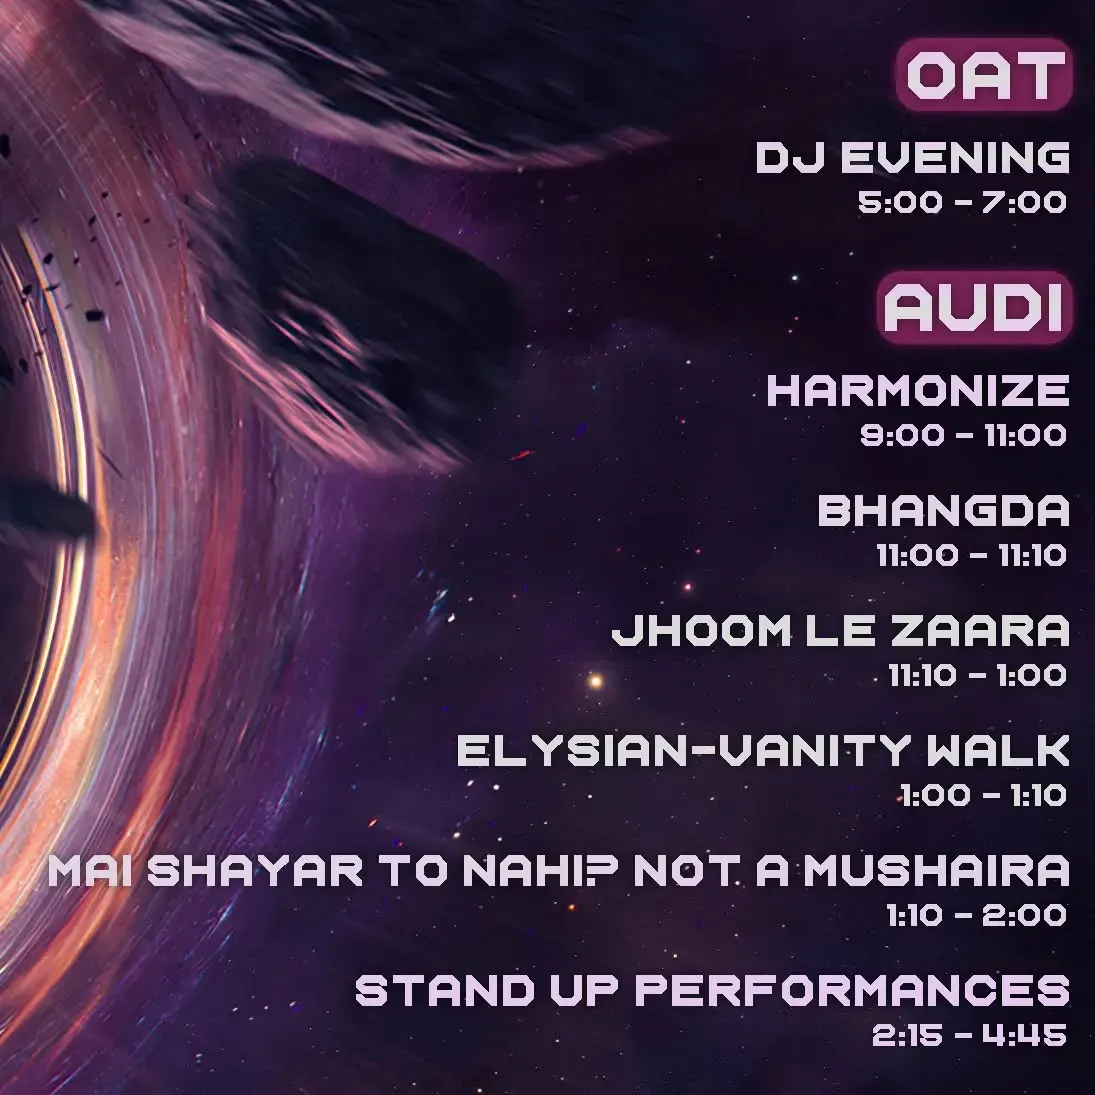 OAT
DJ EVENING
5:00 - 7:00
AUDI
HARMONIZE
9:00 - 11:00
BHANGDA
11:00 - 11:10
JHOOM LE ZAARA
11:10 - 1:00
ELYSIAN-VANITY WALK
1:00 - 1:10
MAI SHAYAR TO NAHI? NOT A MUSHAIRA
1:10 - 2:00
STAND UP PERFORMANCES
2:15 - 4:45